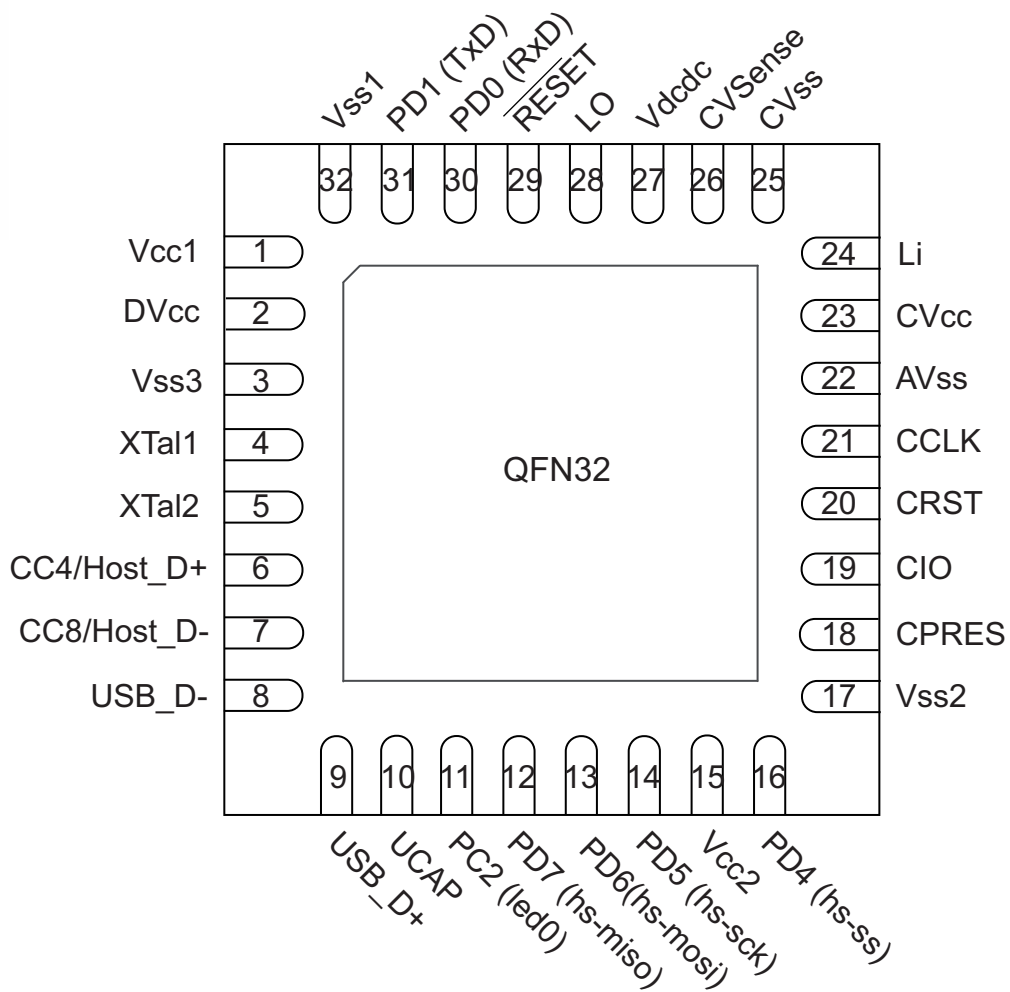 Vss1
PD1 (TxD)
PD0 (RxD)
RESET
LO
Vdcdc
CVSense
CVss
32
31
30
29
28
27
26
25
Vcc1 1
DVcc 2
Vss3 3
XTal1 4
XTal2 5
CC4/Host_D+ 6
CC8/Host_D- 7
USB_D- 8
QFN32
24 Li
23 CVcc
22 AVss
21 CCLK
20 CRST
19 CIO
18 CPRES
17 Vss2
9
10
11
12
13
14
15
16
USB_D+
UCAP
PC2 (led0)
PD7 (hs-miso)
PD6(hs-mosi)
PD5 (hs-sck)
Vcc2
PD4 (hs-ss)